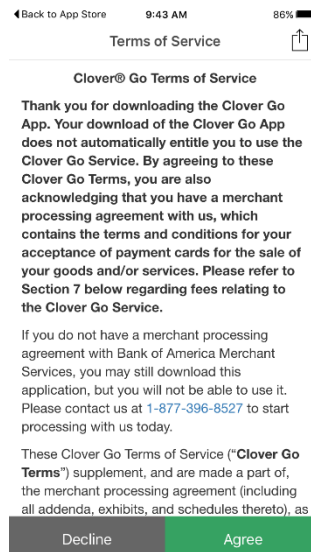 Back to App Store 9:43 AM 86%
Terms of Service
Clover® Go Terms of Service
Thank you for downloading the Clover Go
App. Your download of the Clover Go App
does not automatically entitle you to use the
Clover Go Service. By agreeing to these
Clover Go Terms, you are also
acknowledging that you have a merchant
processing agreement with us, which
contains the terms and conditions for your
acceptance of payment cards for the sale of
your goods and/or services. Please refer to
Section 7 below regarding fees relating to
the Clover Go Service.
If you do not have a merchant processing
agreement with Bank of America Merchant
Services, you may still download this
application, but you will not be able to use it.
Please contact us at 1-877-396-8527 to start
processing with us today.
These Clover Go Terms of Service (“Clover Go
Terms”) supplement, and are made a part of,
the merchant processing agreement (including
all addenda, exhibits, and schedules thereto), as
Decline Agree